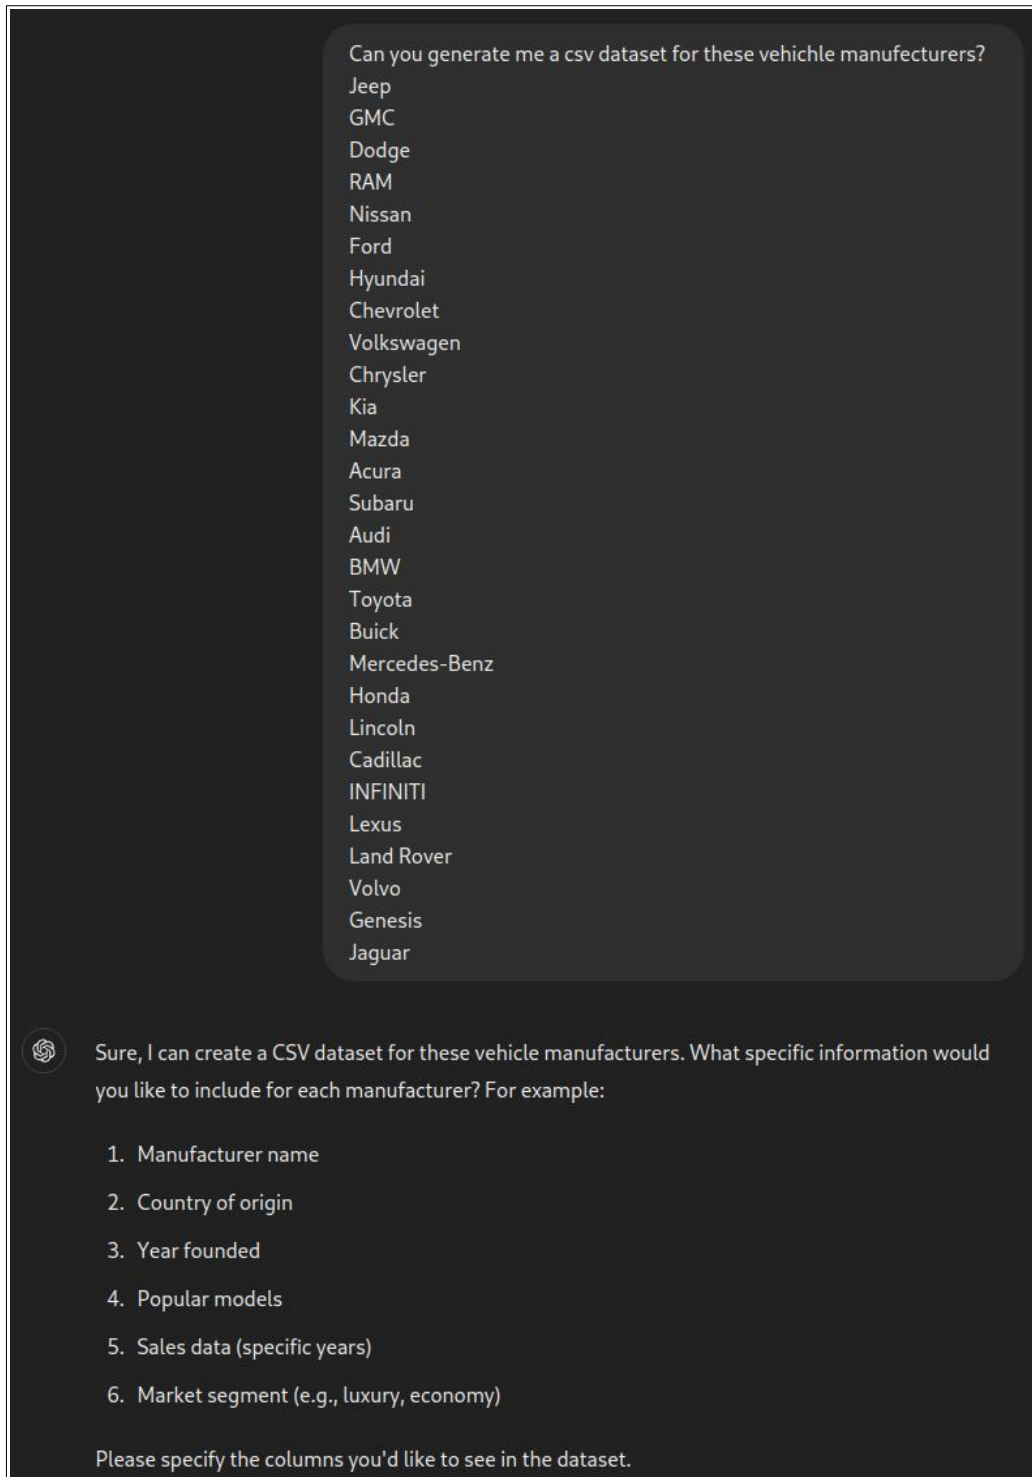 Can you generate me a csv dataset for these vehichle manufecturers?
Jeep
GMC
Dodge
RAM
Nissan
Ford
Hyundai
Chevrolet
Volkswagen
Chrysler
Kia
Mazda
Acura
Subaru
Audi
BMW
Toyota
Buick
Mercedes-Benz
Honda
Lincoln
Cadillac
INFINITI
Lexus
Land Rover
Volvo
Genesis
Jaguar
Sure, I can create a CSV dataset for these vehicle manufacturers. What specific information would
you like to include for each manufacturer? For example:
1. Manufacturer name
2. Country of origin
3. Year founded
4. Popular models
5. Sales data (specific years)
6. Market segment (e.g., luxury, economy)
Please specify the columns you'd like to see in the dataset.